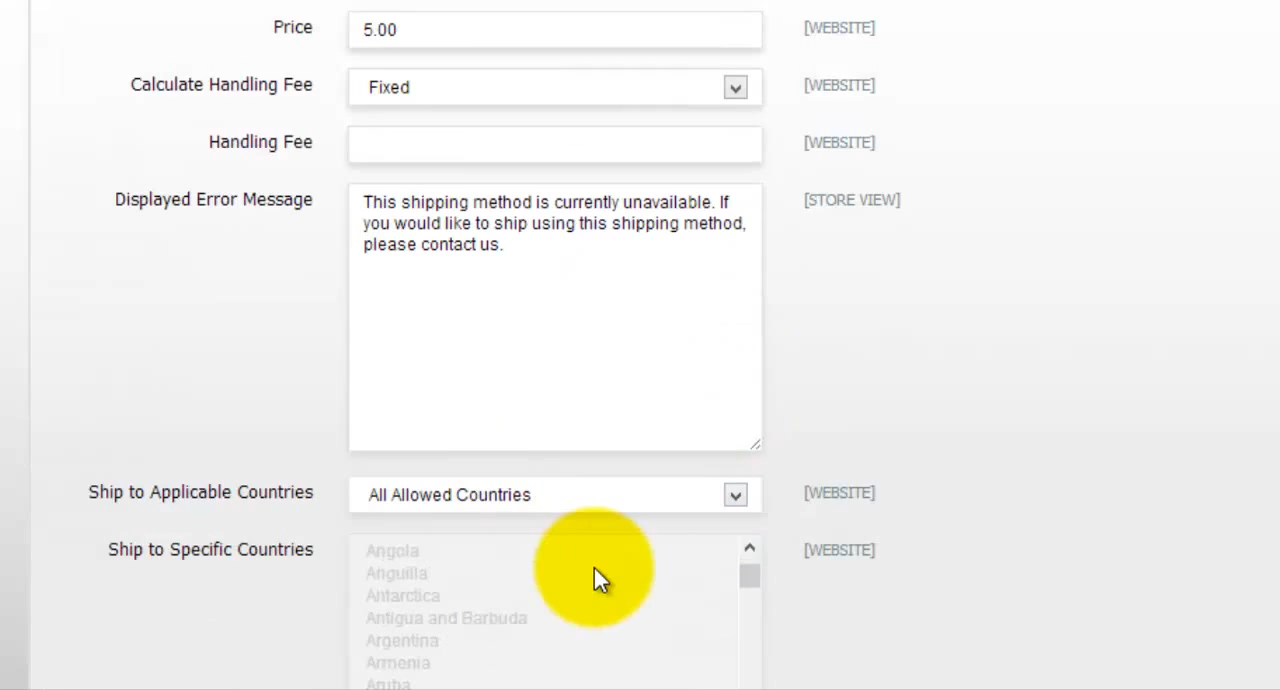 Price 5.00 [WEBSITE]
Calculate Handling Fee Fixed [WEBSITE]
Handling Fee [WEBSITE]
Displayed Error Message This shipping method is currently unavailable. If [STORE VIEW]
you would like to ship using this shipping method,
please contact us.
Ship to Applicable Countries All Allowed Countries [WEBSITE]
Ship to Specific Countries Angola [WEBSITE]
Anguilla
Antarctica
Antigua and Barbuda
Argentina
Armenia
Aruba